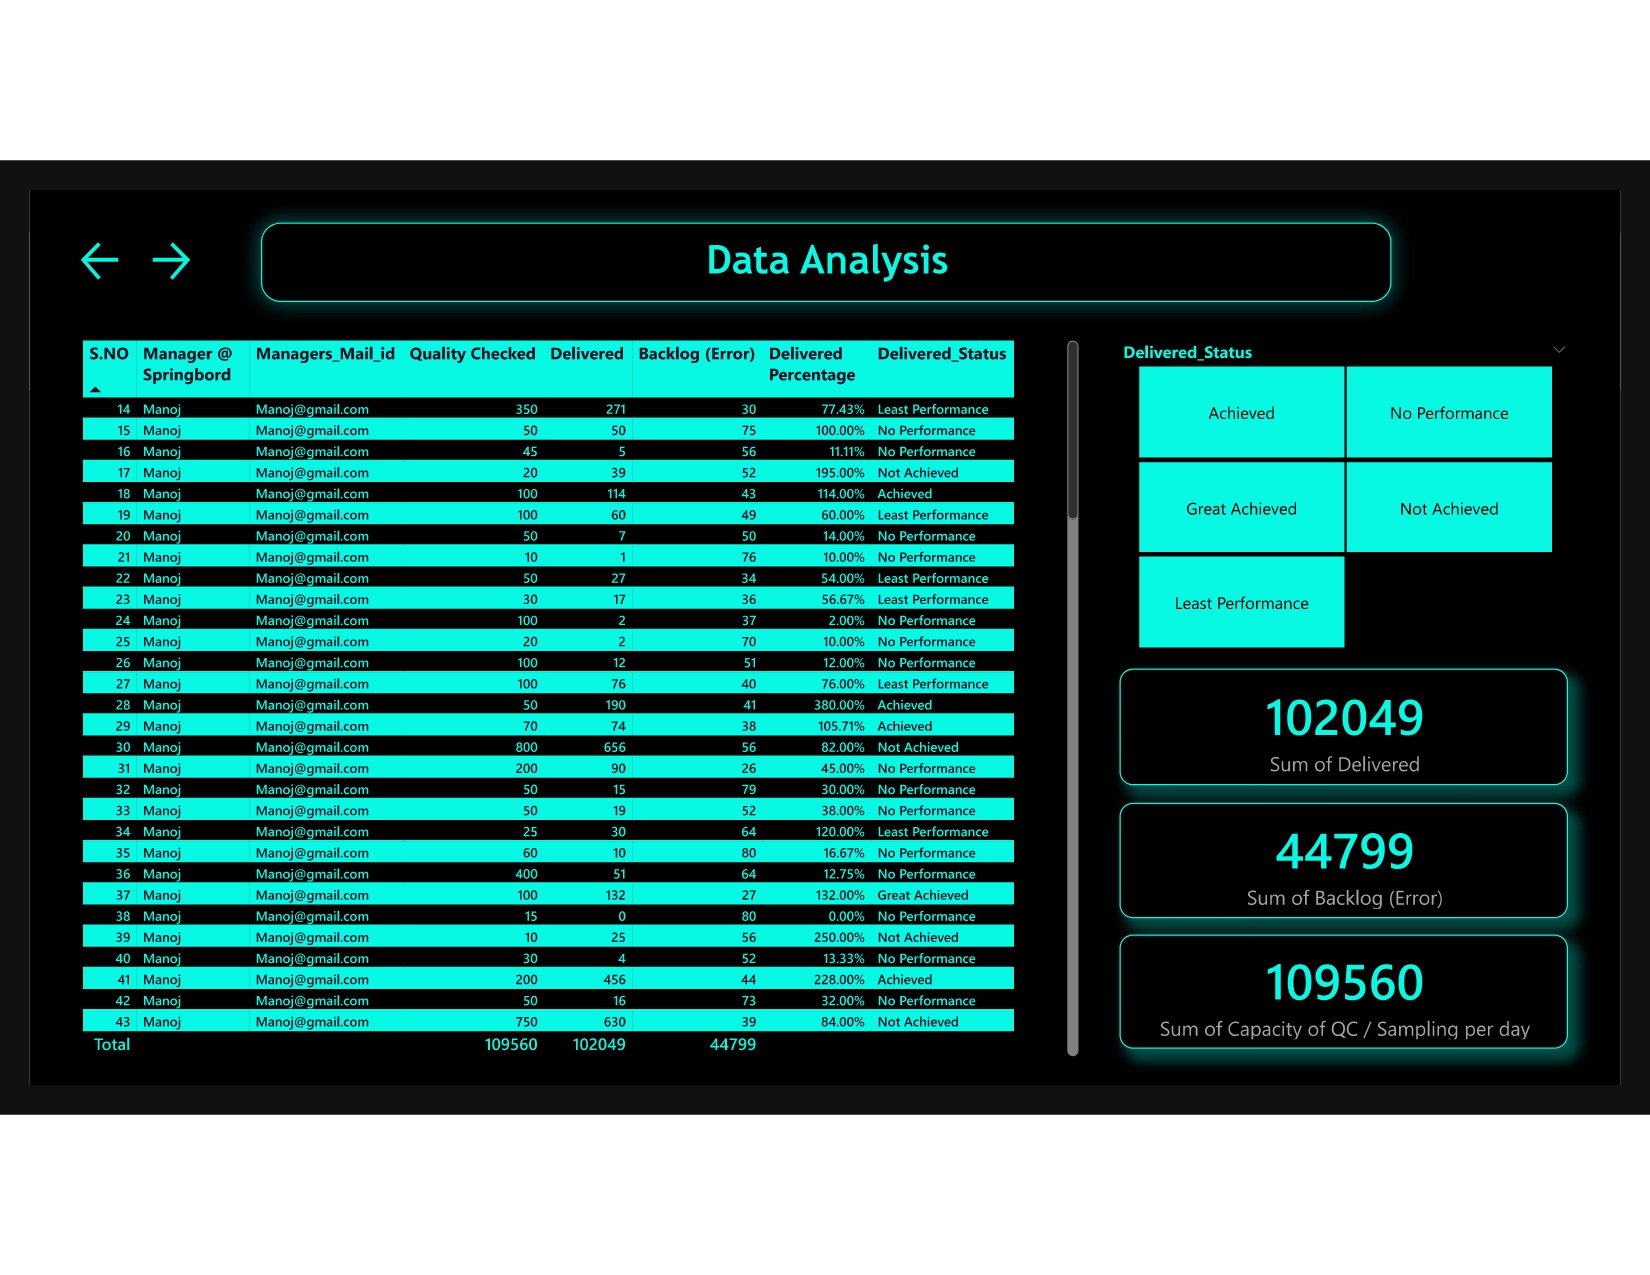 Data Analysis
S.NO Manager @ Springbord Managers_Mail_id Quality Checked Delivered Backlog (Error) Delivered Percentage Delivered_Status
14 Manoj Manoj@gmail.com 350 271 30 77.43% Least Performance
15 Manoj Manoj@gmail.com 50 50 75 100.00% No Performance
16 Manoj Manoj@gmail.com 45 5 56 11.11% No Performance
17 Manoj Manoj@gmail.com 20 39 52 195.00% Not Achieved
18 Manoj Manoj@gmail.com 100 114 43 114.00% Achieved
19 Manoj Manoj@gmail.com 100 60 49 60.00% Least Performance
20 Manoj Manoj@gmail.com 50 7 50 14.00% No Performance
21 Manoj Manoj@gmail.com 10 1 76 10.00% No Performance
22 Manoj Manoj@gmail.com 50 27 34 54.00% Least Performance
23 Manoj Manoj@gmail.com 30 17 36 56.67% Least Performance
24 Manoj Manoj@gmail.com 100 2 37 2.00% No Performance
25 Manoj Manoj@gmail.com 20 2 70 10.00% No Performance
26 Manoj Manoj@gmail.com 100 12 51 12.00% No Performance
27 Manoj Manoj@gmail.com 100 76 40 76.00% Least Performance
28 Manoj Manoj@gmail.com 50 190 41 380.00% Achieved
29 Manoj Manoj@gmail.com 70 74 38 105.71% Achieved
30 Manoj Manoj@gmail.com 800 656 56 82.00% Not Achieved
31 Manoj Manoj@gmail.com 200 90 26 45.00% No Performance
32 Manoj Manoj@gmail.com 50 15 79 30.00% No Performance
33 Manoj Manoj@gmail.com 50 19 52 38.00% No Performance
34 Manoj Manoj@gmail.com 25 30 64 120.00% Least Performance
35 Manoj Manoj@gmail.com 60 10 80 16.67% No Performance
36 Manoj Manoj@gmail.com 400 51 64 12.75% No Performance
37 Manoj Manoj@gmail.com 100 132 27 132.00% Great Achieved
38 Manoj Manoj@gmail.com 15 0 80 0.00% No Performance
39 Manoj Manoj@gmail.com 10 25 56 250.00% Not Achieved
40 Manoj Manoj@gmail.com 30 4 52 13.33% No Performance
41 Manoj Manoj@gmail.com 200 456 44 228.00% Achieved
42 Manoj Manoj@gmail.com 50 16 73 32.00% No Performance
43 Manoj Manoj@gmail.com 750 630 39 84.00% Not Achieved
Total 109560 102049 44799
Delivered_Status
Achieved No Performance
Great Achieved Not Achieved
Least Performance
102049
Sum of Delivered
44799
Sum of Backlog (Error)
109560
Sum of Capacity of QC / Sampling per day